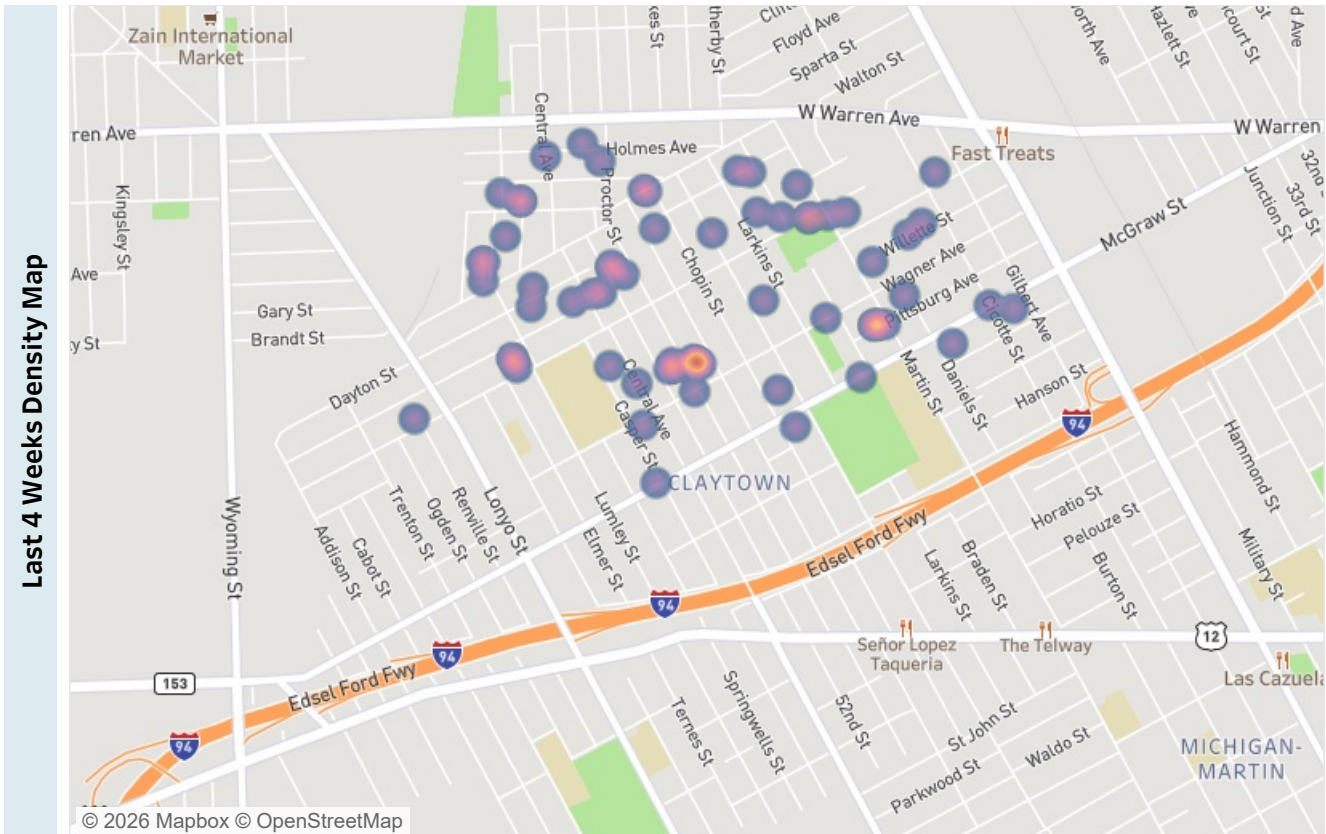 Last 4 Weeks Density Map
Zain International
Market
Floyd Ave
Sparta St
Walton St
Central Ave
W Warren Ave
W Warren
ren Ave
Holmes Ave
Fast Treats
Proctor St
Kingsley St
Junction St
33rd St
McGraw St
Larkins St
Willette St
Wagner Ave
Pittsburg Ave
Chopin St
Gilbert Ave
Cicotte St
Ave
Gary St
Brandt St
y St
Dayton St
Central Ave
Casper St
Martin St
Daniels St
Hanson St
94
CLAYTOWN
Hammond St
Military St
Wyoming St
Trenton St
Ogden St
Renville St
Lonyo St
Addison St
Cabot St
Lumley St
Elmer St
Edsel Ford Fwy
Horatio St
Pelouze St
Larkins St
Braden St
Burton St
94
12
Señor Lopez
Taqueria
The Telway
Las Cazuela
94
153
Edsel Ford Fwy
94
Ternes St
Springwells St
52nd St
St John St
Waldo St
Parkwood St
MICHIGAN-
MARTIN
© 2026 Mapbox © OpenStreetMap